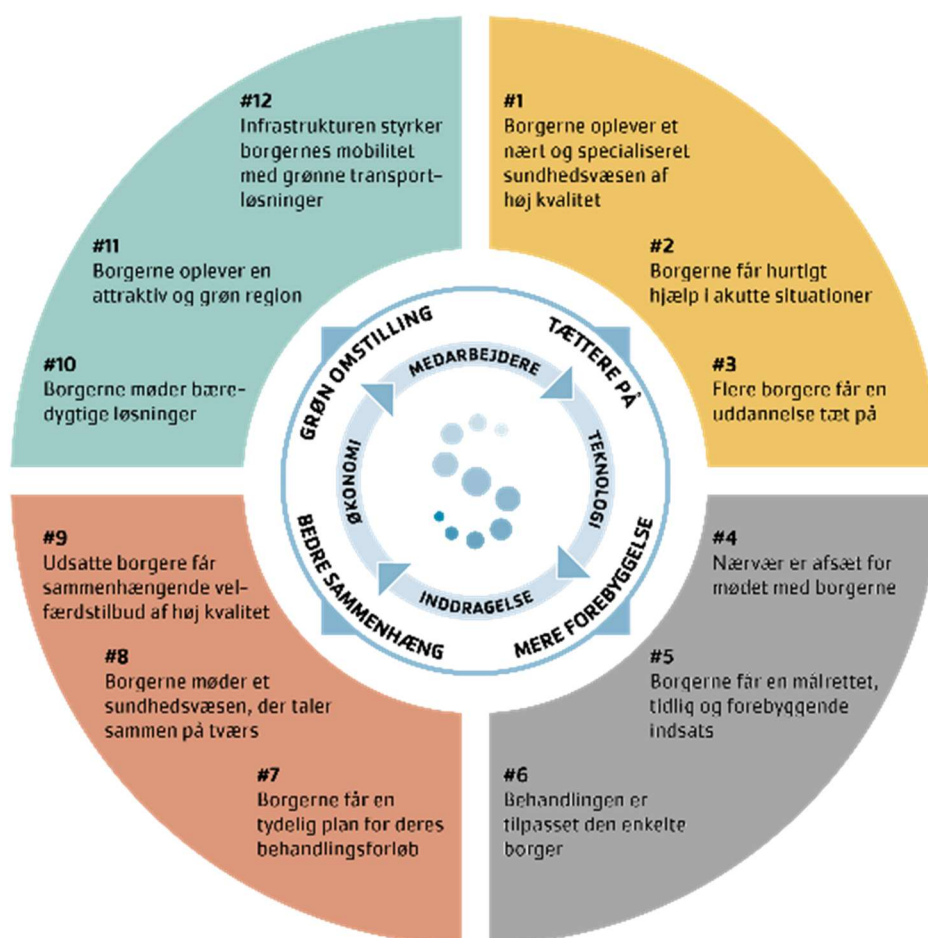 #12
Infrastrukturen styrker
borgernes mobilitet
med grønne transport-
løsninger
#11
Borgerne oplever en
attraktiv og grøn region
#10
Borgerne møder bære-
dygtige løsninger
#1
Borgerne oplever et
nært og specialiseret
sundhedsvæsen af
høj kvalitet
#2
Borgerne får hurtigt
hjælp i akutte situationer
#3
Flere borgere får en
uddannelse tæt på
GRØN OMSTILLING
TÆTTERE PÅ
MERE FOREBYGGELSE
BEDRE SAMMENHÆNG
MEDARBEJDERE
TEKNOLOGI
INDDRAGELSE
ØKONOMI
#9
Udsatte borgere får
sammenhængende vel-
færdstilbud af høj kvalitet
#8
Borgerne møder et
sundhedsvæsen, der taler
sammen på tværs
#7
Borgerne får en
tydelig plan for deres
behandlingsforløb
#4
Nærvær er afsæt for
mødet med borgerne
#5
Borgerne får en målrettet,
tidlig og forebyggende
indsats
#6
Behandlingen er
tilpasset den enkelte
borger